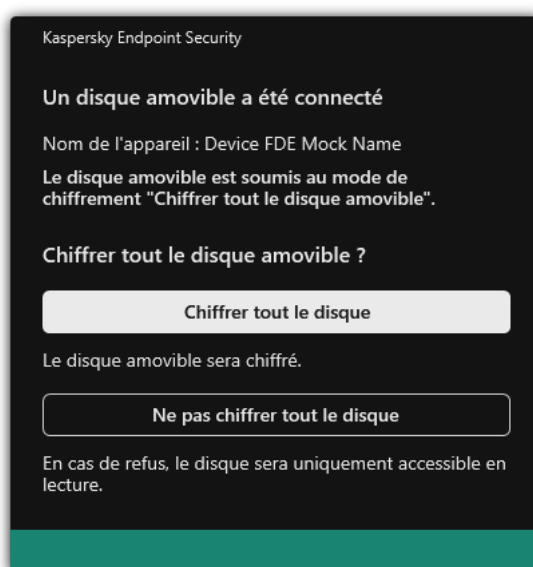 Kaspersky Endpoint Security
Un disque amovible a été connecté
Nom de l'appareil : Device FDE Mock Name
Le disque amovible est soumis au mode de
chiffrement "Chiffrer tout le disque amovible".
Chiffrer tout le disque amovible ?
Chiffrer tout le disque
Le disque amovible sera chiffré.
Ne pas chiffrer tout le disque
En cas de refus, le disque sera uniquement accessible en
lecture.